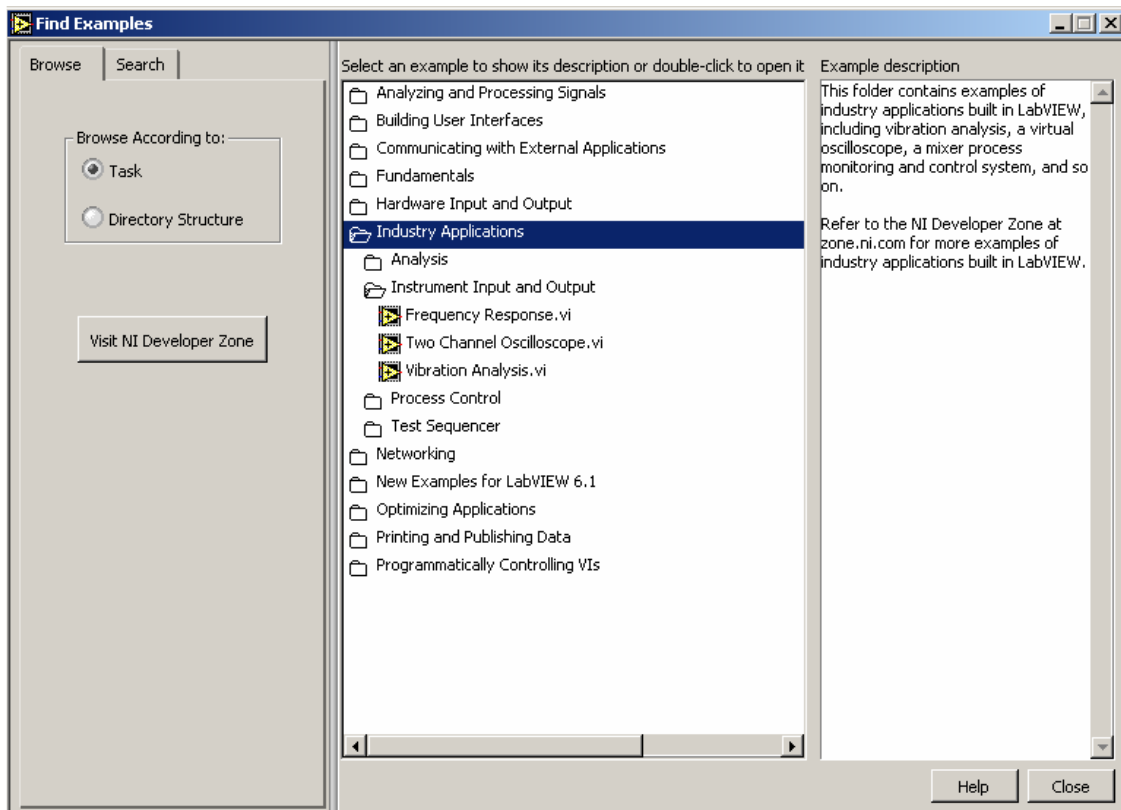 Find Examples
Browse
Search
Browse According to:
Task
Directory Structure
Visit NI Developer Zone
Select an example to show its description or double-click to open it
Analyzing and Processing Signals
Building User Interfaces
Communicating with External Applications
Fundamentals
Hardware Input and Output
Industry Applications
Analysis
Instrument Input and Output
Frequency Response.vi
Two Channel Oscilloscope.vi
Vibration Analysis.vi
Process Control
Test Sequencer
Networking
New Examples for LabVIEW 6.1
Optimizing Applications
Printing and Publishing Data
Programmatically Controlling VIs
Example description
This folder contains examples of
industry applications built in LabVIEW,
including vibration analysis, a virtual
oscilloscope, a mixer process
monitoring and control system, and so
on.
Refer to the NI Developer Zone at
zone.ni.com for more examples of
industry applications built in LabVIEW.
Help
Close